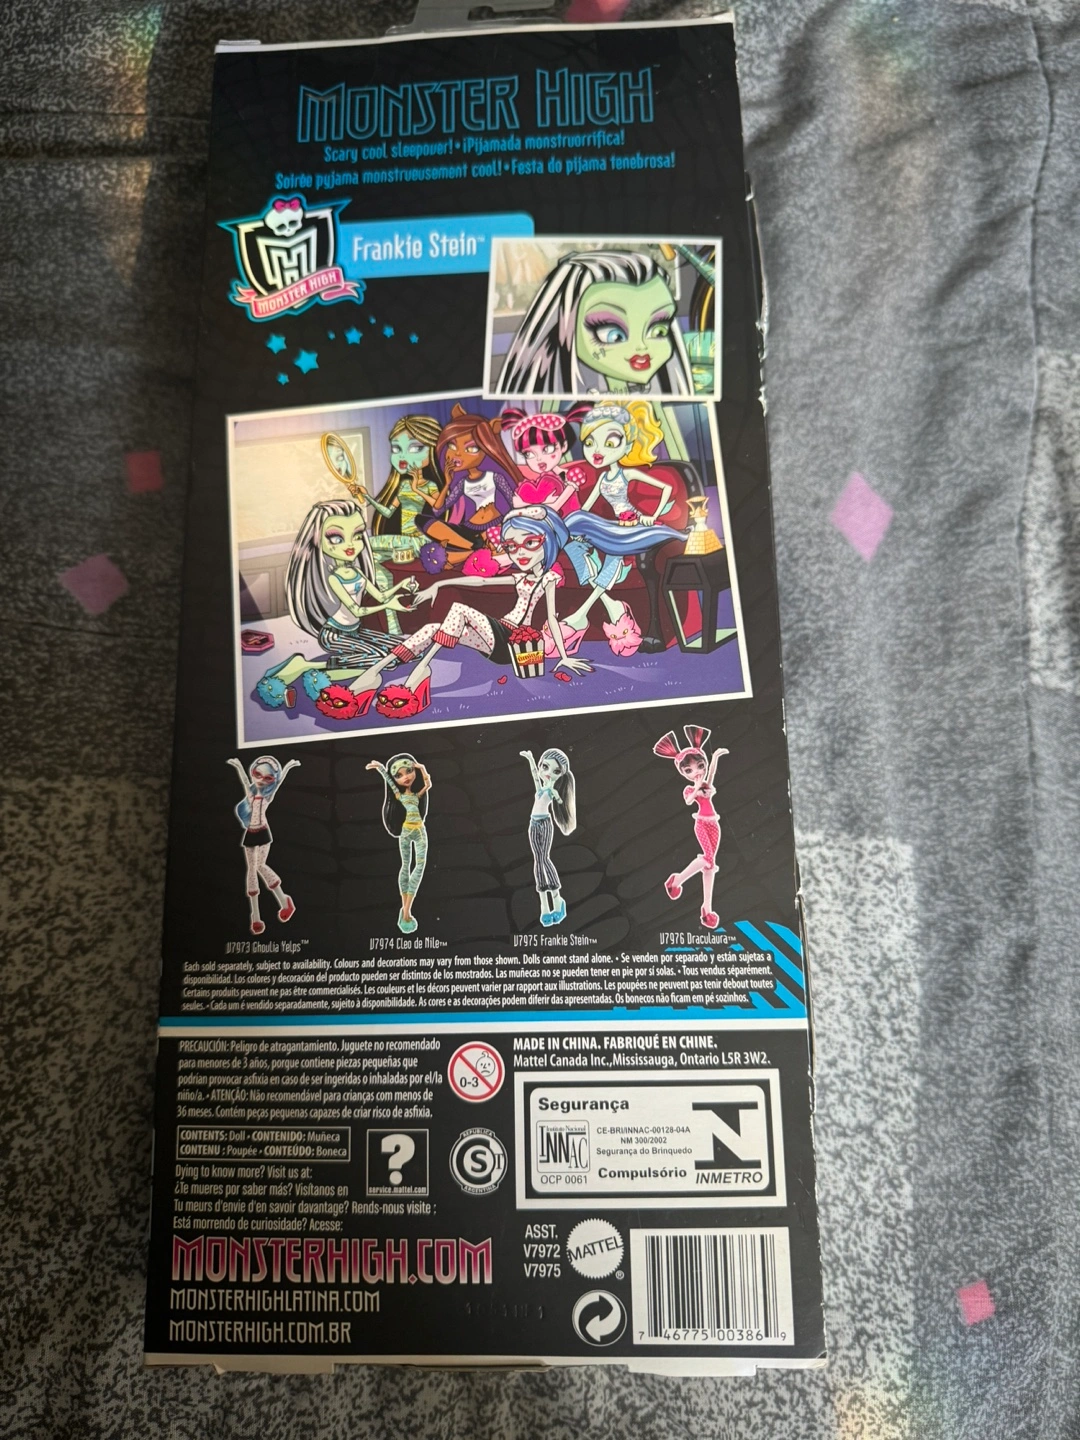 MONSTER HIGH™
Scary cool sleepover! • ¡Pijamada monstruorrífica!
Soirée pyjama monstrueusement cool! • Festa do pijama tenebrosa!
MONSTER HIGH
Frankie Stein™
V7973 Ghoulia Yelps™
V7974 Cleo de Nile™
V7975 Frankie Stein™
V7976 Draculaura™
Each sold separately, subject to availability. Colours and decorations may vary from those shown. Dolls cannot stand alone. • Se venden por separado y están sujetas a
disponibilidad. Los colores y decoración del producto pueden ser distintos de los mostrados. Las muñecas no se pueden tener en pie por sí solas. • Tous vendus séparément.
Certains produits peuvent ne pas être commercialisés. Les couleurs et les décors peuvent varier par rapport aux illustrations. Les poupées ne peuvent pas tenir debout toutes
seules. • Cada um é vendido separadamente, sujeito à disponibilidade. As cores e as decorações podem diferir das apresentadas. Os bonecos não ficam em pé sozinhos.
PRECAUCIÓN: Peligro de atragantamiento. Juguete no recomendado
para menores de 3 años, porque contiene piezas pequeñas que
podrían provocar asfixia en caso de ser ingeridas o inhaladas por el/la
niño/a. • ATENÇÃO: Não recomendável para crianças com menos de
36 meses. Contém peças pequenas capazes de criar risco de asfixia.
0-3
MADE IN CHINA. FABRIQUÉ EN CHINE.
Mattel Canada Inc., Mississauga, Ontario L5R 3W2.
CONTENTS: Doll • CONTENIDO: Muñeca
CONTENU : Poupée • CONTEÚDO: Boneca
?
service.mattel.com
REPUBLICA
S
T
ARGENTINA
Segurança
Instituto Nacional
INNAC
OCP 0061
CE-BRI/INNAC-00128-04A
NM 300/2002
Segurança do Brinquedo
Compulsório
INMETRO
Dying to know more? Visit us at:
¿Te mueres por saber más? Visítanos en
Tu meurs d'envie d'en savoir davantage? Rends-nous visite :
Está morrendo de curiosidade? Acesse:
MONSTERHIGH.COM
MONSTERHIGHLATINA.COM
MONSTERHIGH.COM.BR
ASST.
V7972
V7975
MATTEL
®
7 46775 00386 9